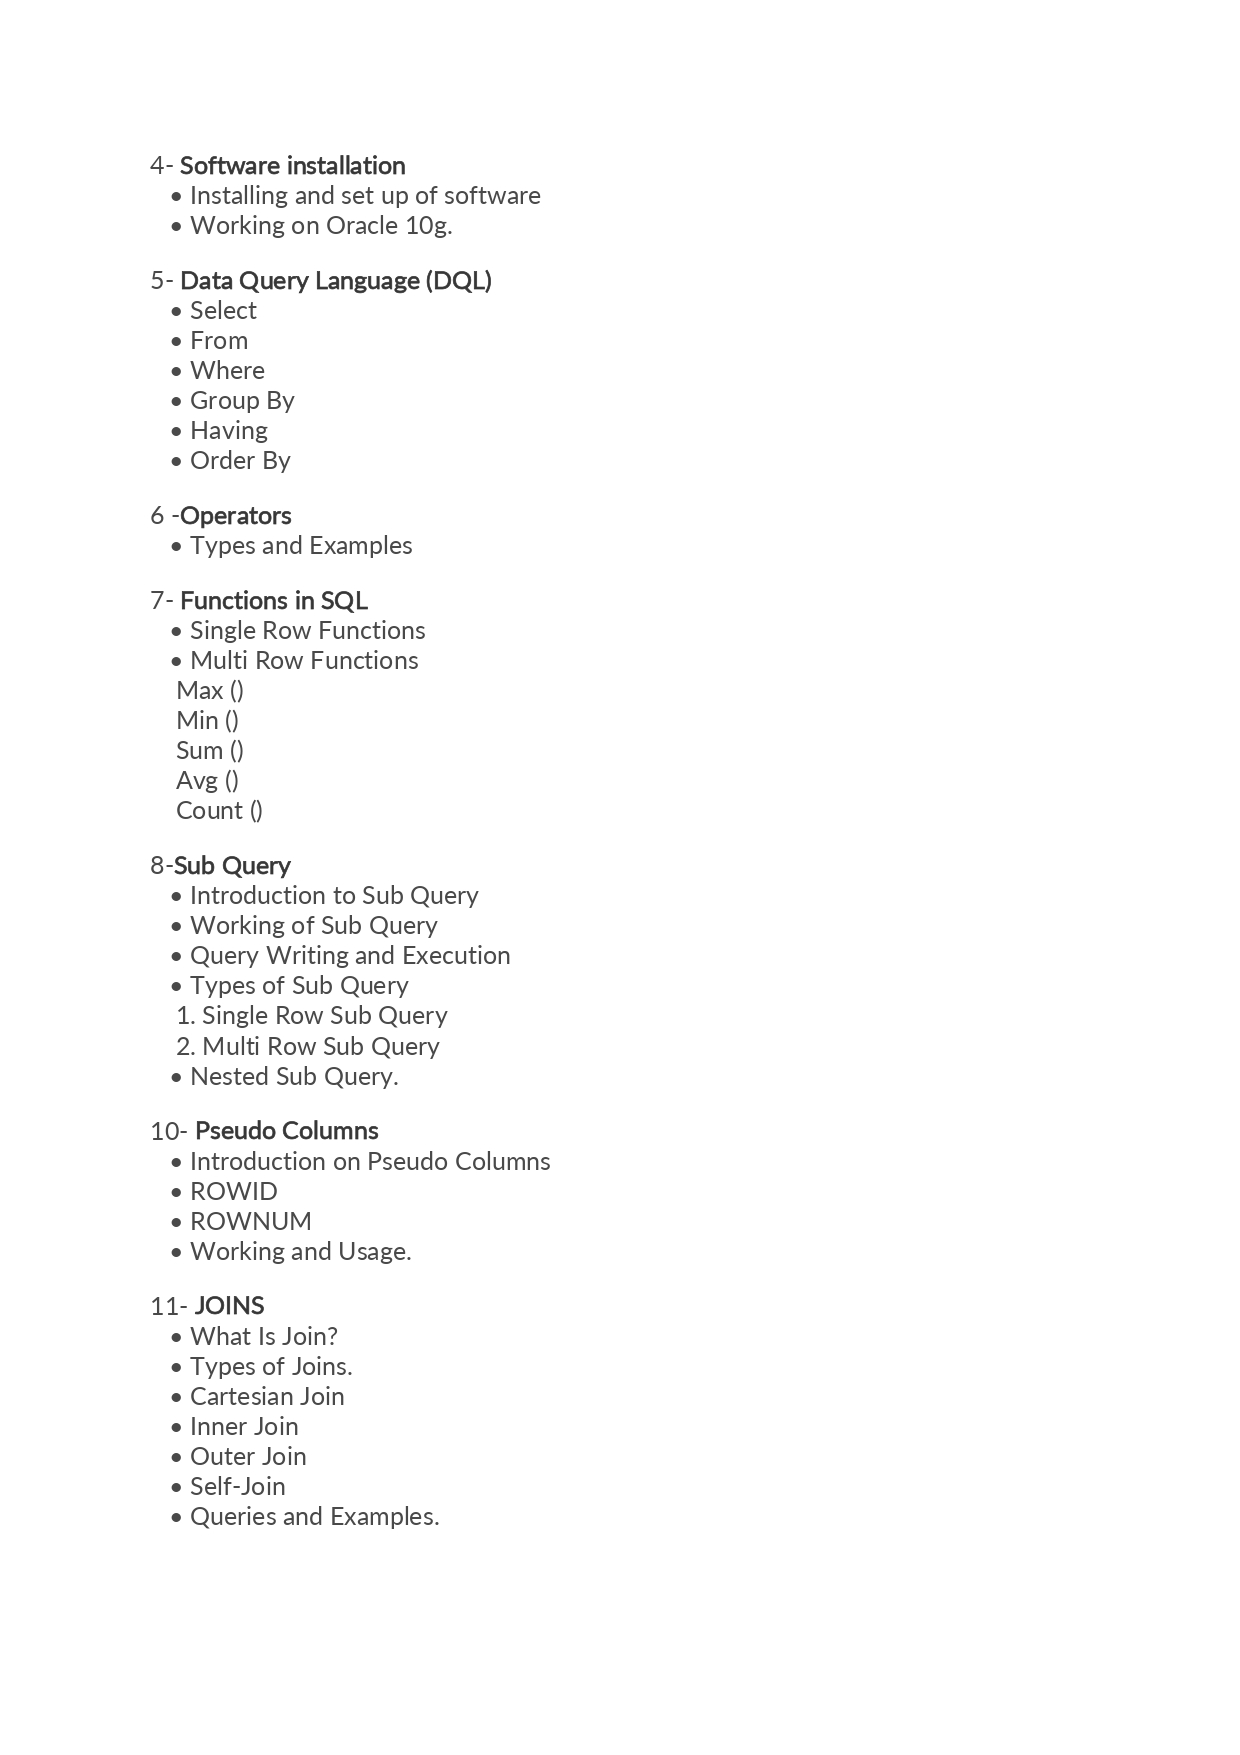 4- Software installation
• Installing and set up of software
• Working on Oracle 10g.
5- Data Query Language (DQL)
• Select
• From
• Where
• Group By
• Having
• Order By
6 -Operators
• Types and Examples
7- Functions in SQL
• Single Row Functions
• Multi Row Functions
Max ()
Min ()
Sum ()
Avg ()
Count ()
8-Sub Query
• Introduction to Sub Query
• Working of Sub Query
• Query Writing and Execution
• Types of Sub Query
1. Single Row Sub Query
2. Multi Row Sub Query
• Nested Sub Query.
10- Pseudo Columns
• Introduction on Pseudo Columns
• ROWID
• ROWNUM
• Working and Usage.
11- JOINS
• What Is Join?
• Types of Joins.
• Cartesian Join
• Inner Join
• Outer Join
• Self-Join
• Queries and Examples.